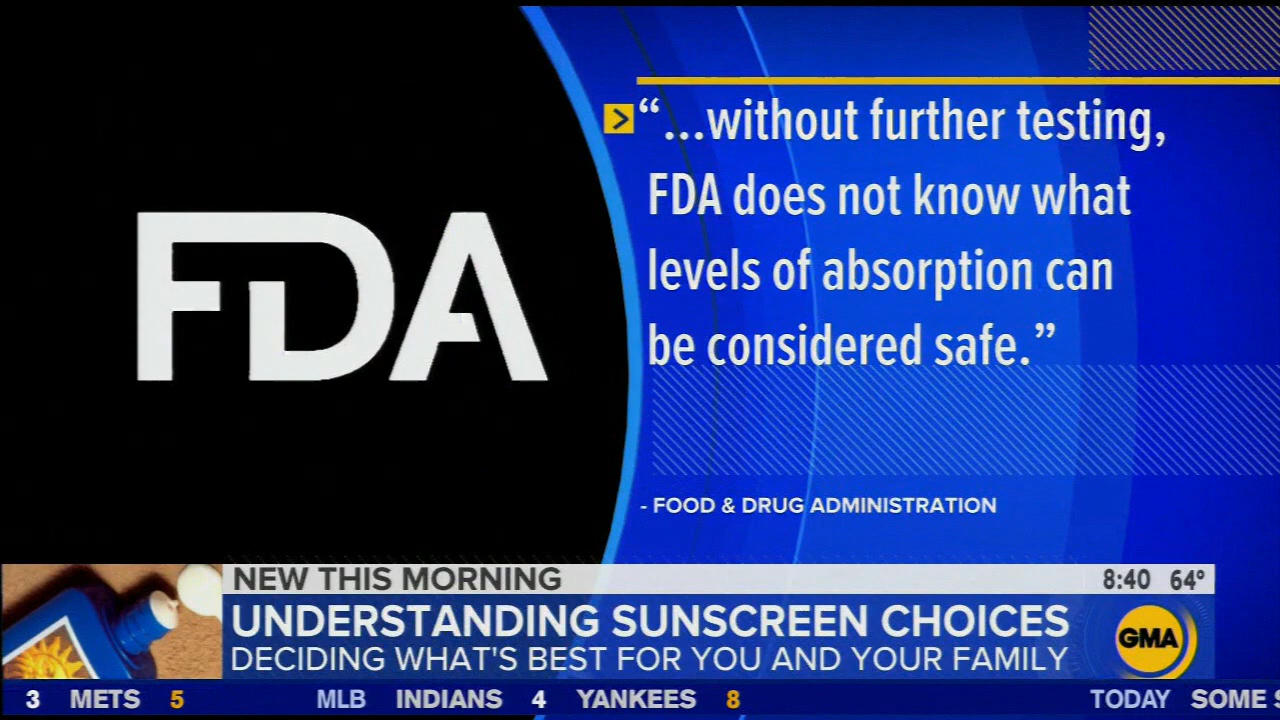 FDA
“...without further testing,
FDA does not know what
levels of absorption can
be considered safe.”
- FOOD & DRUG ADMINISTRATION
NEW THIS MORNING
8:40 64°
UNDERSTANDING SUNSCREEN CHOICES
DECIDING WHAT'S BEST FOR YOU AND YOUR FAMILY
GMA
3 METS 5 MLB INDIANS 4 YANKEES 8 TODAY SOME